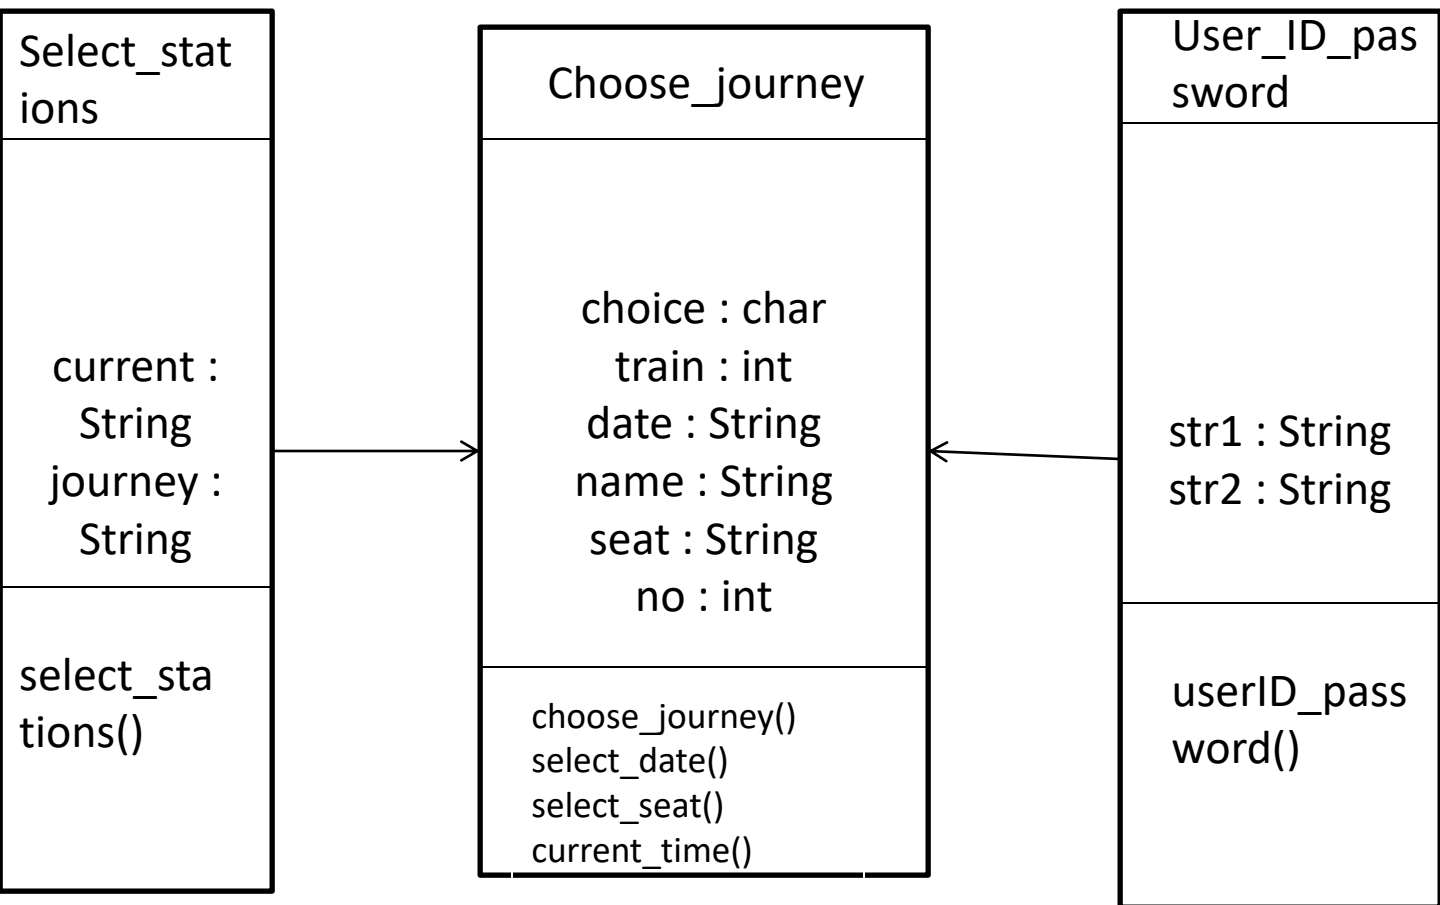 Select_stat
ions
current :
String
journey :
String
select_sta
tions()
Choose_journey
choice : char
train : int
date : String
name : String
seat : String
no : int
choose_journey()
select_date()
select_seat()
current_time()
User_ID_pas
sword
str1 : String
str2 : String
userID_pass
word()